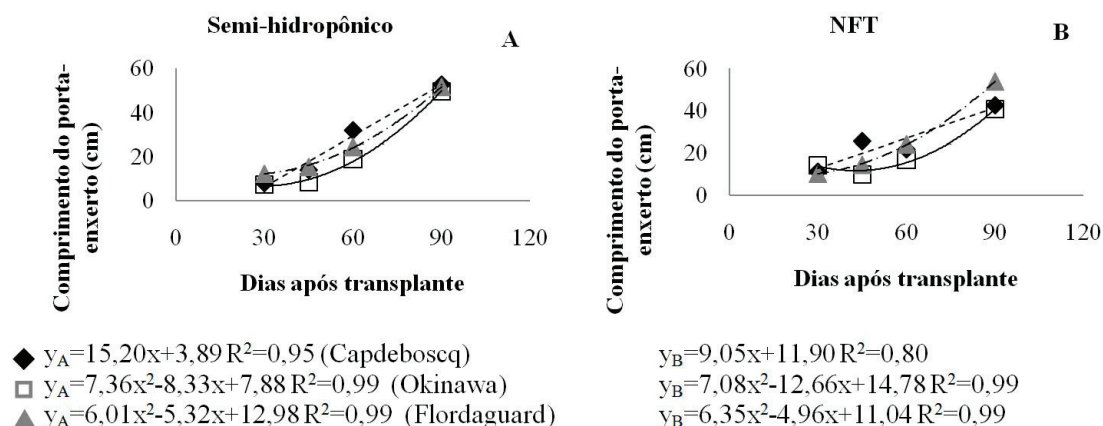 Semi-hidropônico
A
Comprimento do porta-
enxerto (cm)
60
40
20
0
0 30 60 90 120
Dias após transplante
NFT
B
Comprimento do porta-
enxerto (cm)
60
40
20
0
0 30 60 90 120
Dias após transplante
yA=15,20x+3,89 R²=0,95 (Capdeboscq)
yA=7,36x²-8,33x+7,88 R²=0,99 (Okinawa)
yA=6,01x²-5,32x+12,98 R²=0,99 (Flordaguard)
yB=9,05x+11,90 R²=0,80
yB=7,08x²-12,66x+14,78 R²=0,99
yB=6,35x²-4,96x+11,04 R²=0,99